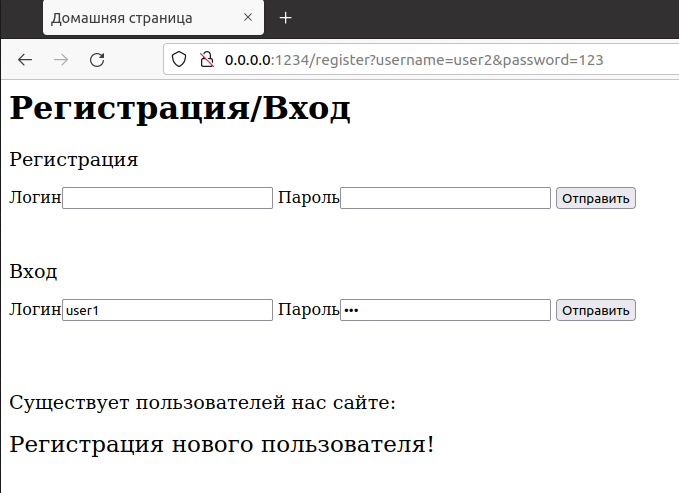 Домашняя страница
0.0.0.0:1234/register?username=user2&password=123
Регистрация/Вход
Регистрация
Логин Пароль Отправить
Вход
Логин user1 Пароль ••• Отправить
Существует пользователей нас сайте:
Регистрация нового пользователя!